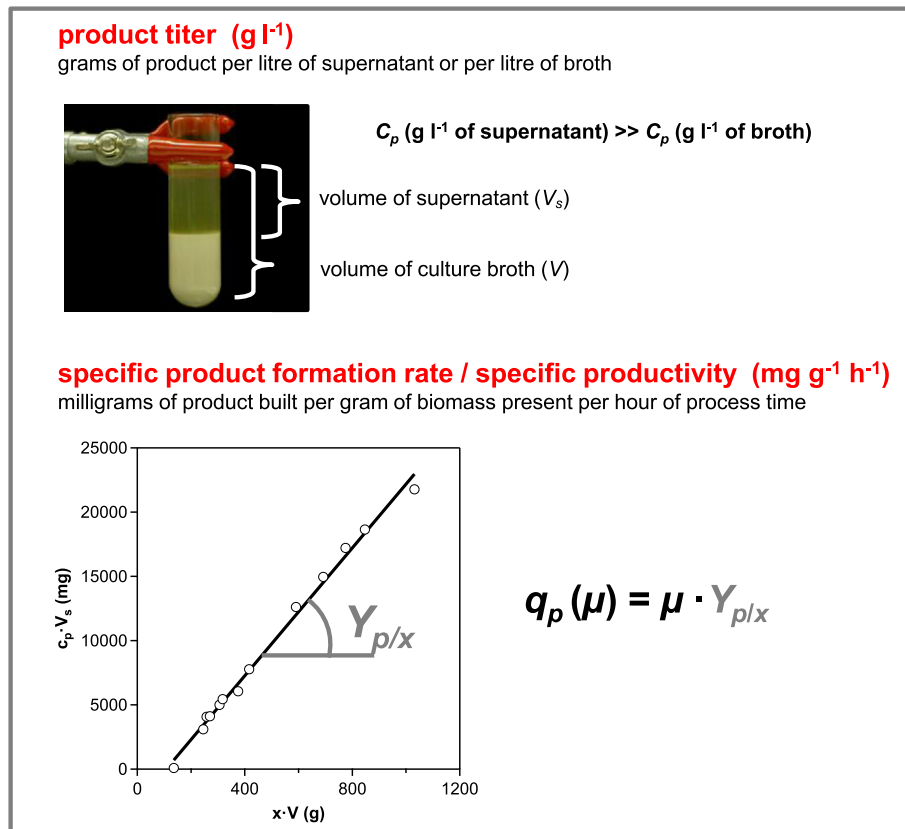 product titer (g l⁻¹)
grams of product per litre of supernatant or per litre of broth
Cₚ (g l⁻¹ of supernatant) >> Cₚ (g l⁻¹ of broth)
volume of supernatant (Vₛ)
volume of culture broth (V)
specific product formation rate / specific productivity (mg g⁻¹ h⁻¹)
milligrams of product built per gram of biomass present per hour of process time
25000
20000
15000
10000
5000
0
cₚ·Vₛ (mg)
Yₚ/ₓ
0
400
800
1200
x·V (g)
qₚ (µ) = µ · Yₚ/ₓ